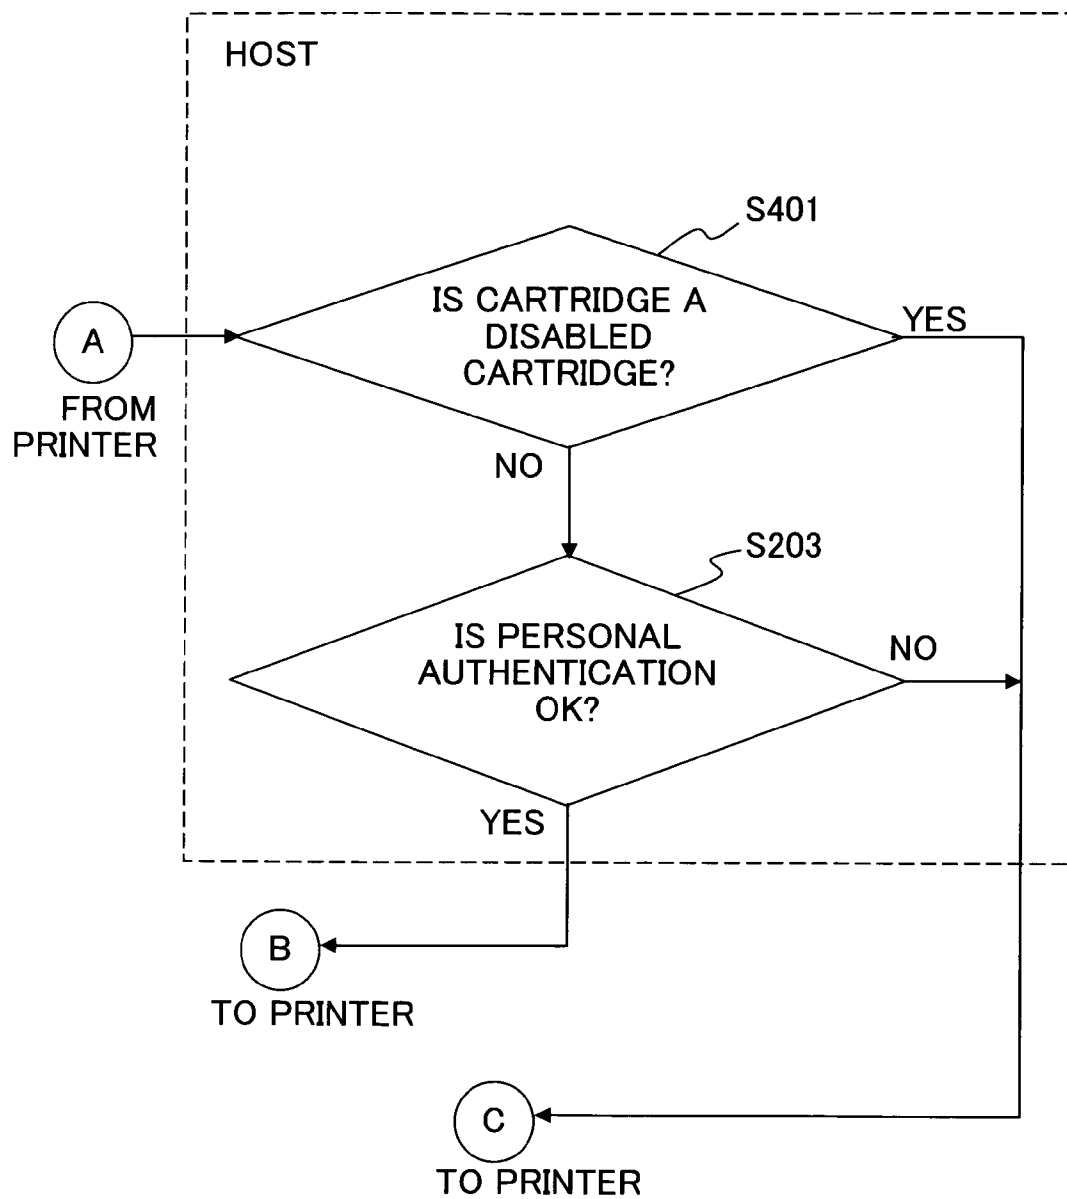 HOST
S401
IS CARTRIDGE A
DISABLED
CARTRIDGE?
YES
A
FROM
PRINTER
NO
S203
IS PERSONAL
AUTHENTICATION
OK?
NO
YES
B
TO PRINTER
C
TO PRINTER